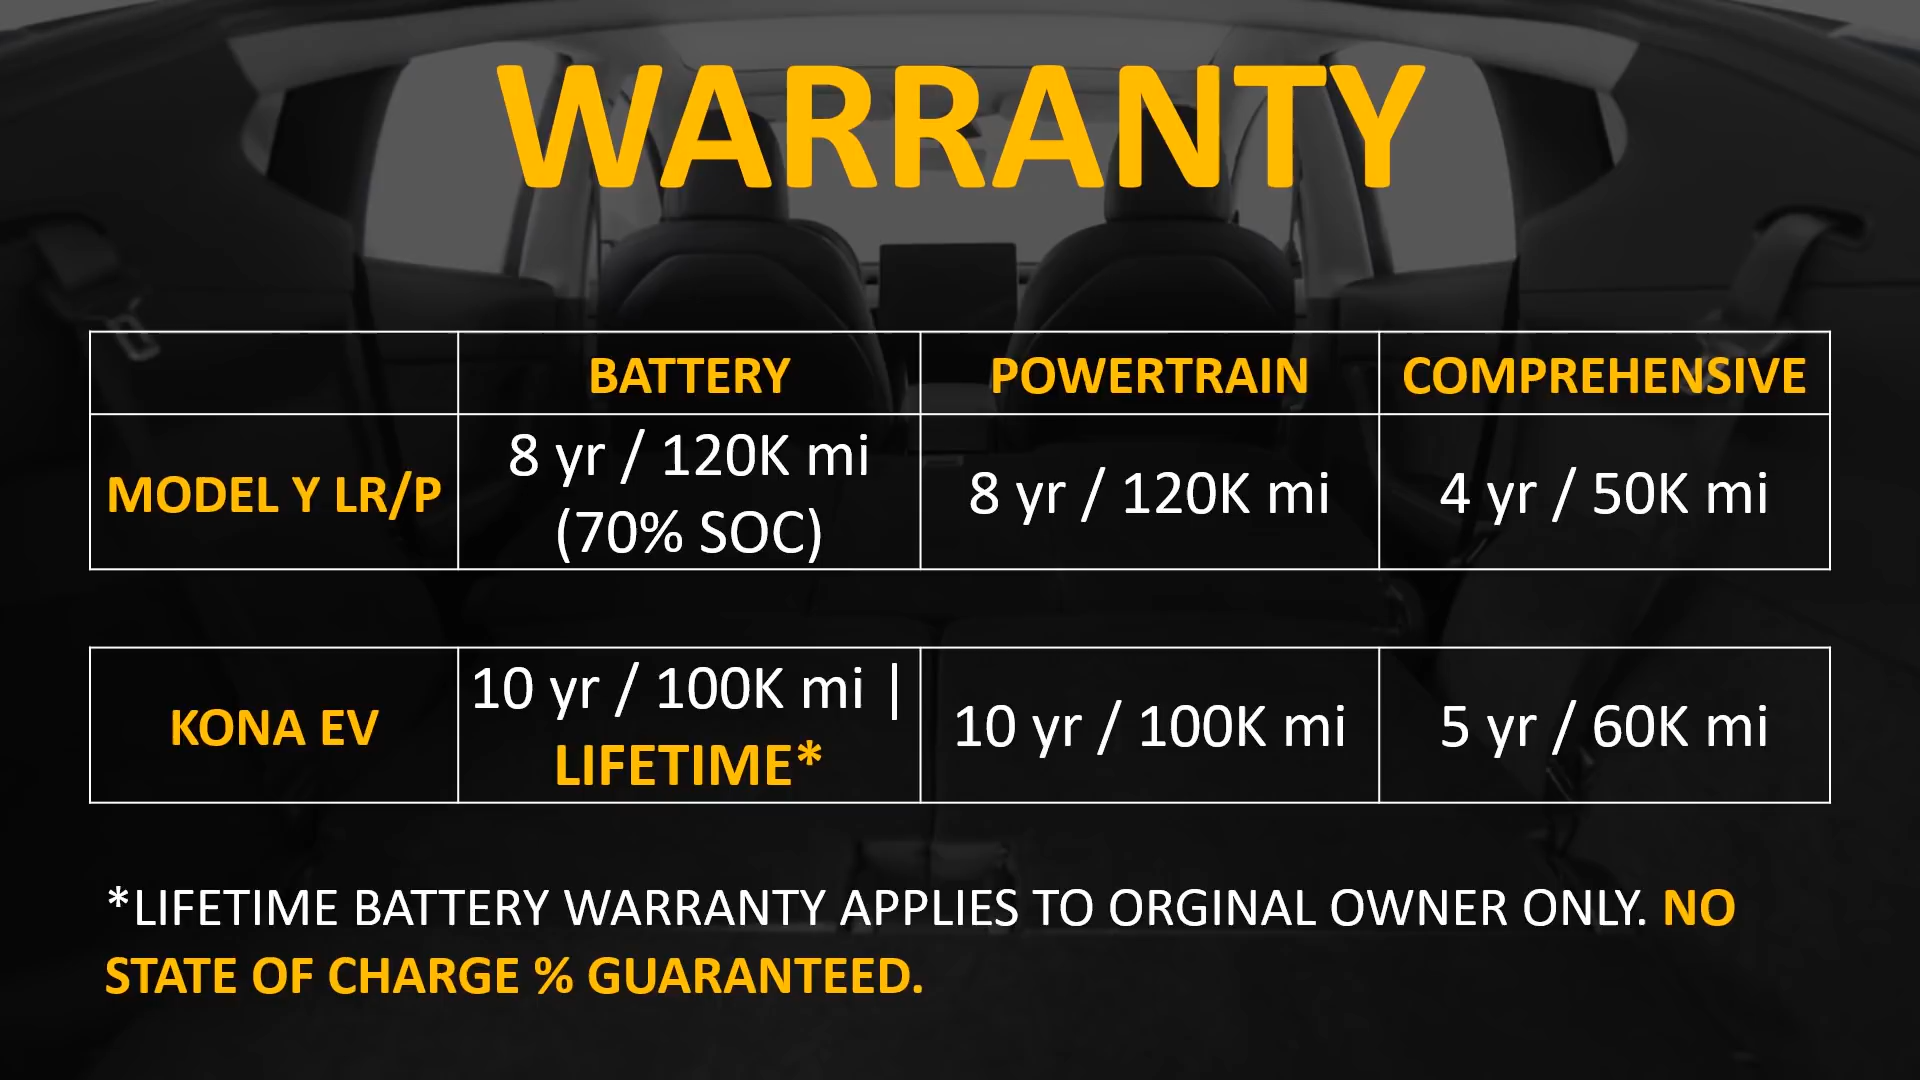 WARRANTY
BATTERY POWERTRAIN COMPREHENSIVE
MODEL Y LR/P 8 yr / 120K mi (70% SOC) 8 yr / 120K mi 4 yr / 50K mi
KONA EV 10 yr / 100K mi | LIFETIME* 10 yr / 100K mi 5 yr / 60K mi
*LIFETIME BATTERY WARRANTY APPLIES TO ORGINAL OWNER ONLY. NO
STATE OF CHARGE % GUARANTEED.